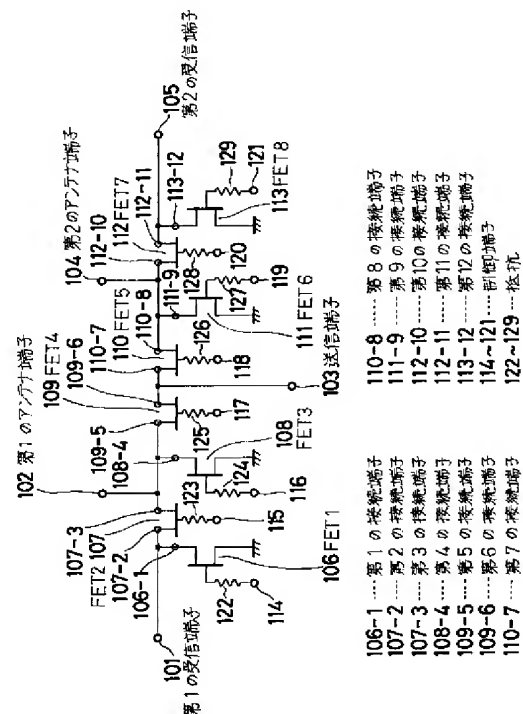 101
第1の受信端子
102 第1のアンテナ端子
103 送信端子
104 第2のアンテナ端子
105
第2の受信端子
106-1
107-2
FET2
107
107-3
108-4
109-5
109 FET4
109-6
110-7
110 FET5
110-8
111-9
112-10
112 FET7
112-11
113-12
106 FET1
108
FET3
111 FET6
113 FET8
122
123
124
125
126
127
128
129
114
115
116
117
118
119
120
121
106-1 ..... 第1の接続端子
107-2 ..... 第2の接続端子
107-3 ..... 第3の接続端子
108-4 ..... 第4の接続端子
109-5 ..... 第5の接続端子
109-6 ..... 第6の接続端子
110-7 ..... 第7の接続端子
110-8 ..... 第8の接続端子
111-9 ..... 第9の接続端子
112-10 ..... 第10の接続端子
112-11 ..... 第11の接続端子
113-12 ..... 第12の接続端子
114~121 ..... 制御端子
122~129 ..... 抵抗